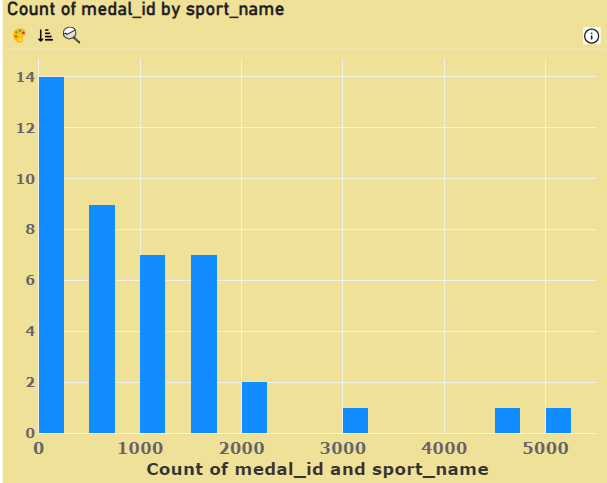 Count of medal_id by sport_name
14
12
10
8
6
4
2
0
0 1000 2000 3000 4000 5000
Count of medal_id and sport_name